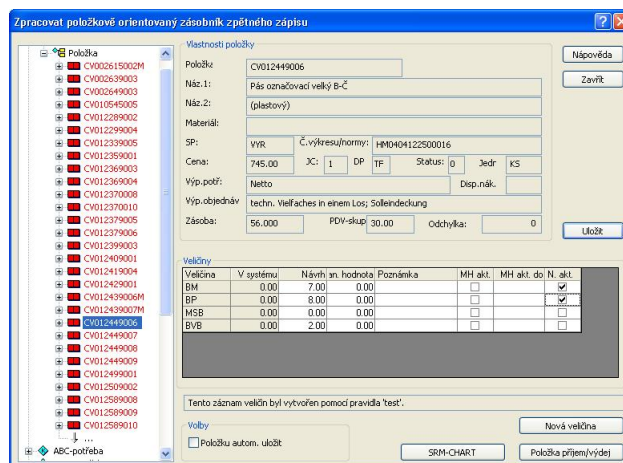 Zpracovat položkově orientovaný zásobník zpětného zápisu
Položka
CV002615002M
CV002639003
CV002649003
CV010545005
CV012289002
CV012299004
CV012339005
CV012359001
CV012369003
CV012369004
CV012370008
CV012370010
CV012379005
CV012379006
CV012399003
CV012409001
CV012419004
CV012429001
CV012439006M
CV012439007M
CV012449006
CV012449007
CV012449008
CV012449009
CV012499001
CV012509002
CV012589008
CV012589009
CV012589010
...
ABC-potřeba
Vlastnosti položky
Položk: CV012449006
Náz.1: Pás označovací velký B-Č
Náz.2: (plastový)
Materiál:
SP: VYR Č.výkresu/normy: HM0404122500016
Cena: 745.00 JC: 1 DP TF Status: 0 Jedr KS
Výp.potř: Netto Disp.nák.
Výp.objednáv techn. Vielfaches in einem Los; Solleindeckung
Zásoba: 56.000 PDV-skup 30.00 Odchylka: 0
Nápověda
Zavřít
Uložit
Veličiny
Veličina V systému Návrh an. hodnota Poznámka MH akt. MH akt. do N. akt.
BM 0.00 7.00 0.00
BP 0.00 8.00 0.00
MSB 0.00 0.00 0.00
BVB 0.00 2.00 0.00
Tento záznam veličin byl vytvořen pomocí pravidla 'test'.
Volby
Položku autom. uložit
Nová veličina
SRM-CHART
Položka příjem/výdej